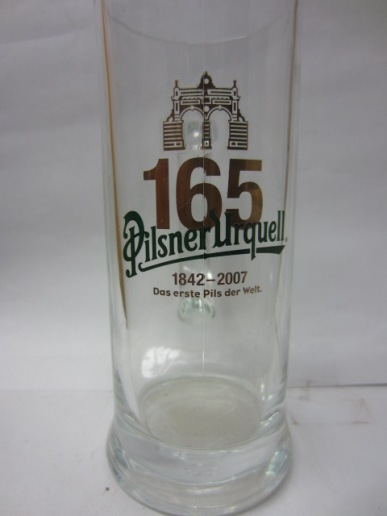 165
Pilsner Urquell
1842-2007
Das erste Pils der Welt.